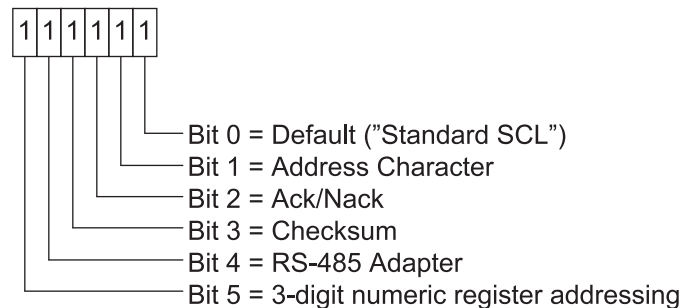 1 1 1 1 1 1
Bit 0 = Default (”Standard SCL”)
Bit 1 = Address Character
Bit 2 = Ack/Nack
Bit 3 = Checksum
Bit 4 = RS-485 Adapter
Bit 5 = 3-digit numeric register addressing